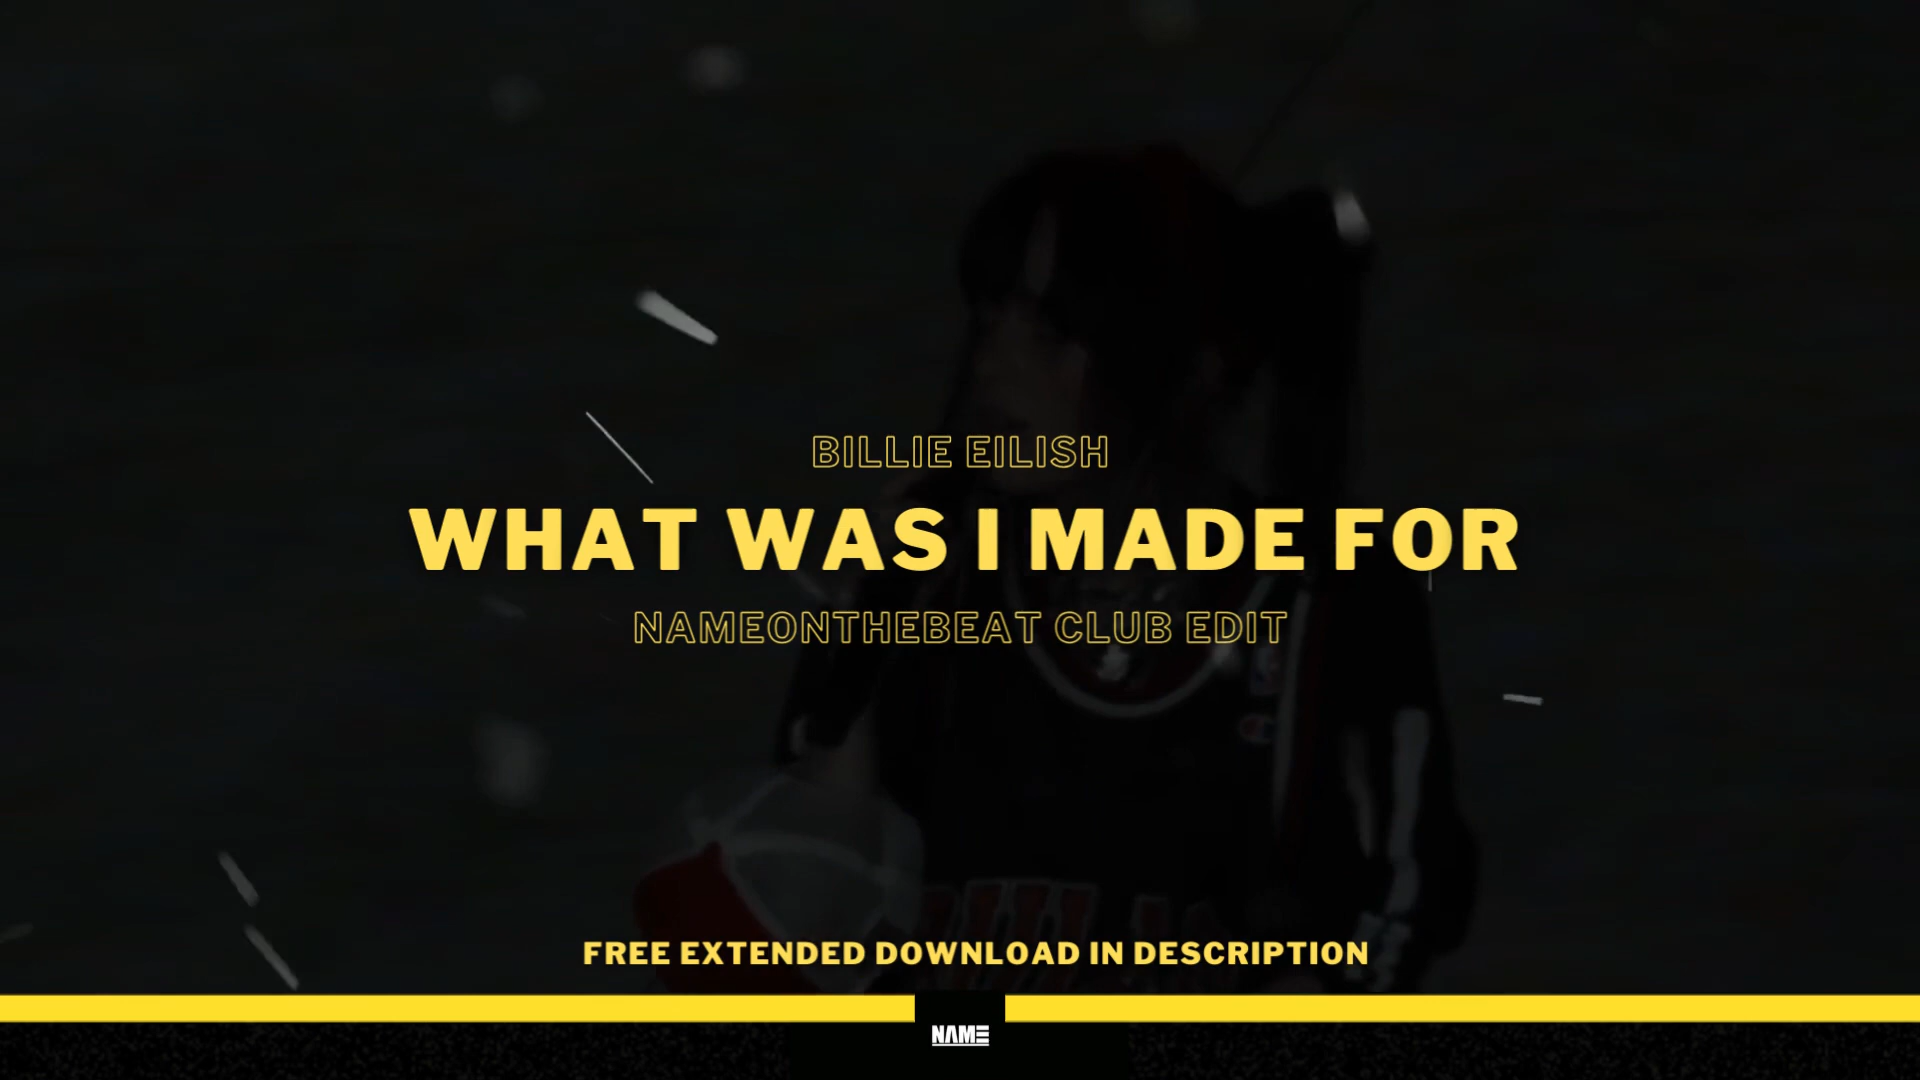 BILLIE EILISH
WHAT WAS I MADE FOR
NAMEONTHEBEAT CLUB EDIT
FREE EXTENDED DOWNLOAD IN DESCRIPTION
NAME